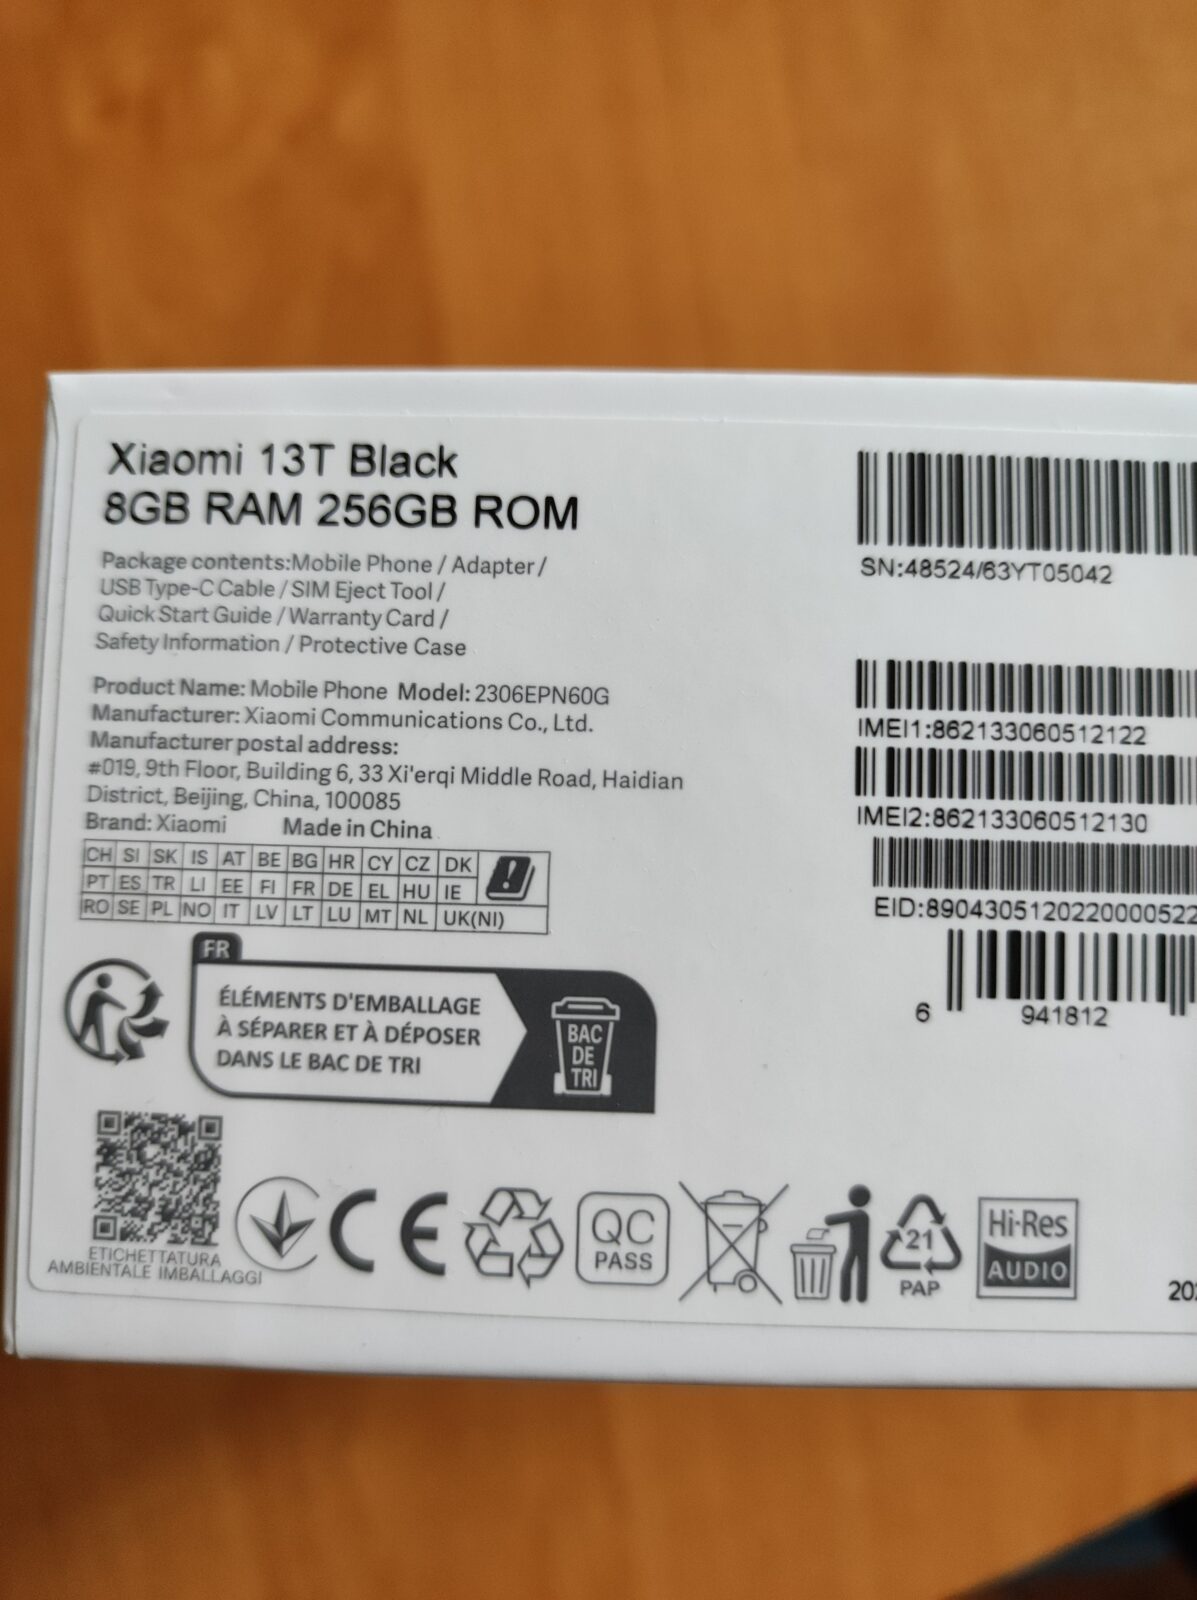 Xiaomi 13T Black
8GB RAM 256GB ROM
Package contents:Mobile Phone / Adapter /
USB Type-C Cable / SIM Eject Tool /
Quick Start Guide / Warranty Card /
Safety Information / Protective Case
Product Name: Mobile Phone Model: 2306EPN60G
Manufacturer: Xiaomi Communications Co., Ltd.
Manufacturer postal address:
#019, 9th Floor, Building 6, 33 Xi'erqi Middle Road, Haidian
District, Beijing, China, 100085
Brand: Xiaomi Made in China
CH SI SK IS AT BE BG HR CY CZ DK
PT ES TR LI EE FI FR DE EL HU IE
RO SE PL NO IT LV LT LU MT NL UK(NI)
FR
ÉLÉMENTS D'EMBALLAGE
À SÉPARER ET À DÉPOSER
DANS LE BAC DE TRI
BAC
DE
TRI
ETICHETTATURA
AMBIENTALE IMBALLAGGI
CE
QC
PASS
21
PAP
Hi-Res
AUDIO
SN:48524/63YT05042
IMEI1:862133060512122
IMEI2:862133060512130
EID:8904305120220000522
6 941812
202